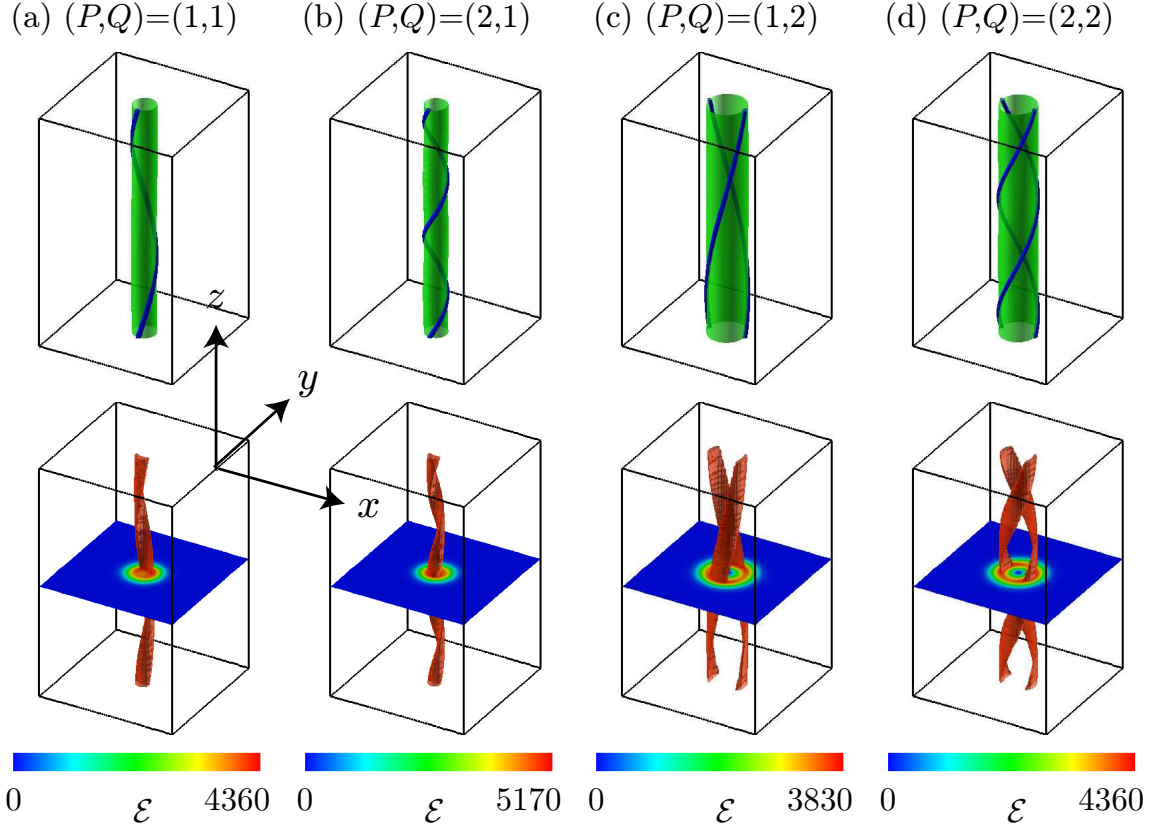 (a) (P,Q)=(1,1) (b) (P,Q)=(2,1) (c) (P,Q)=(1,2) (d) (P,Q)=(2,2)
z
y
x
0 4360 0 5170 0 3830 0 4360
ℰ ℰ ℰ ℰ